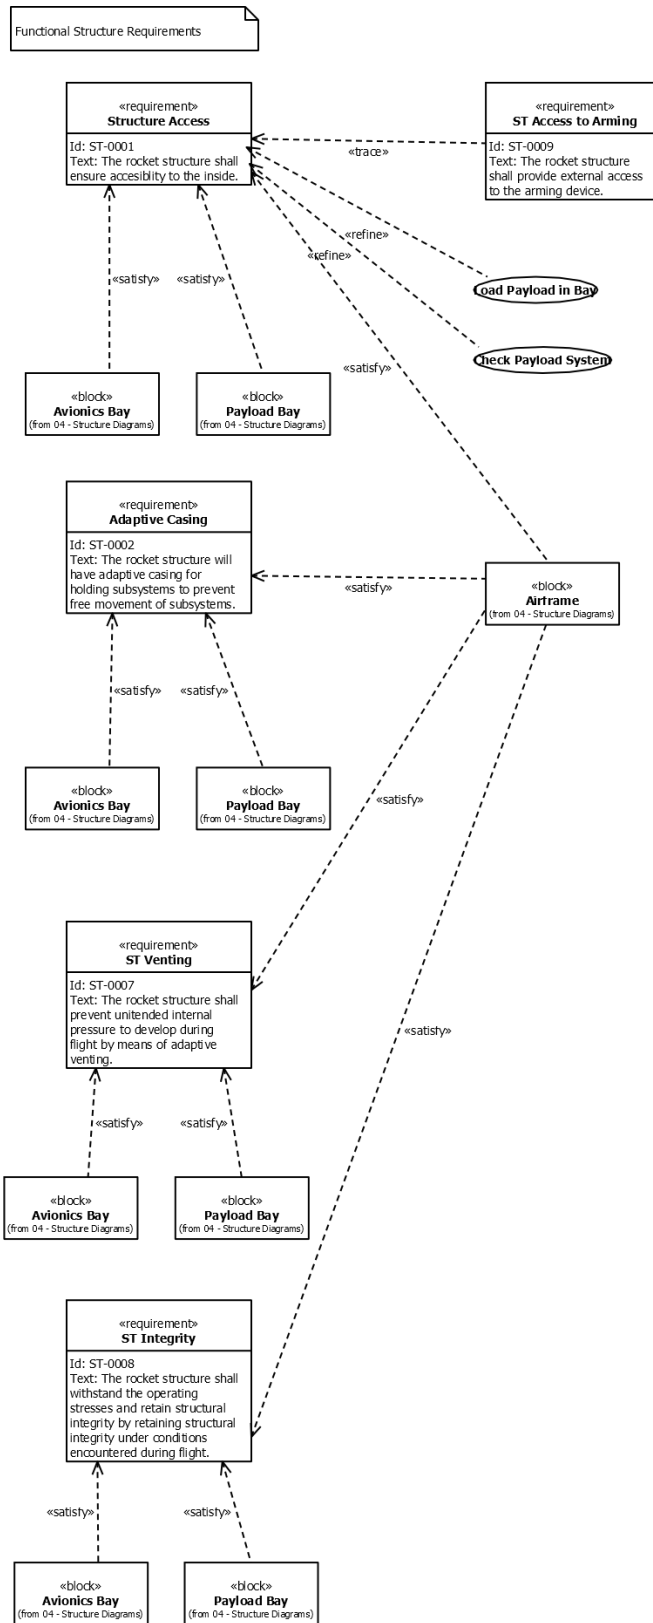 Functional Structure Requirements
«requirement»
Structure Access
Id: ST-0001
Text: The rocket structure shall
ensure accesiblity to the inside.
«requirement»
ST Access to Arming
Id: ST-0009
Text: The rocket structure
shall provide external access
to the arming device.
«trace»
«refine»
«refine»
«satisfy»
«satisfy»
Load Payload in Bay
Check Payload System
«satisfy»
«block»
Avionics Bay
(from 04 - Structure Diagrams)
«block»
Payload Bay
(from 04 - Structure Diagrams)
«requirement»
Adaptive Casing
Id: ST-0002
Text: The rocket structure will
have adaptive casing for
holding subsystems to prevent
free movement of subsystems.
«satisfy»
«block»
Airframe
(from 04 - Structure Diagrams)
«satisfy»
«satisfy»
«block»
Avionics Bay
(from 04 - Structure Diagrams)
«block»
Payload Bay
(from 04 - Structure Diagrams)
«satisfy»
«requirement»
ST Venting
Id: ST-0007
Text: The rocket structure shall
prevent unitended internal
pressure to develop during
flight by means of adaptive
venting.
«satisfy»
«satisfy»
«satisfy»
«block»
Avionics Bay
(from 04 - Structure Diagrams)
«block»
Payload Bay
(from 04 - Structure Diagrams)
«requirement»
ST Integrity
Id: ST-0008
Text: The rocket structure shall
withstand the operating
stresses and retain structural
integrity by retaining structural
integrity under conditions
encountered during flight.
«satisfy»
«satisfy»
«block»
Avionics Bay
(from 04 - Structure Diagrams)
«block»
Payload Bay
(from 04 - Structure Diagrams)